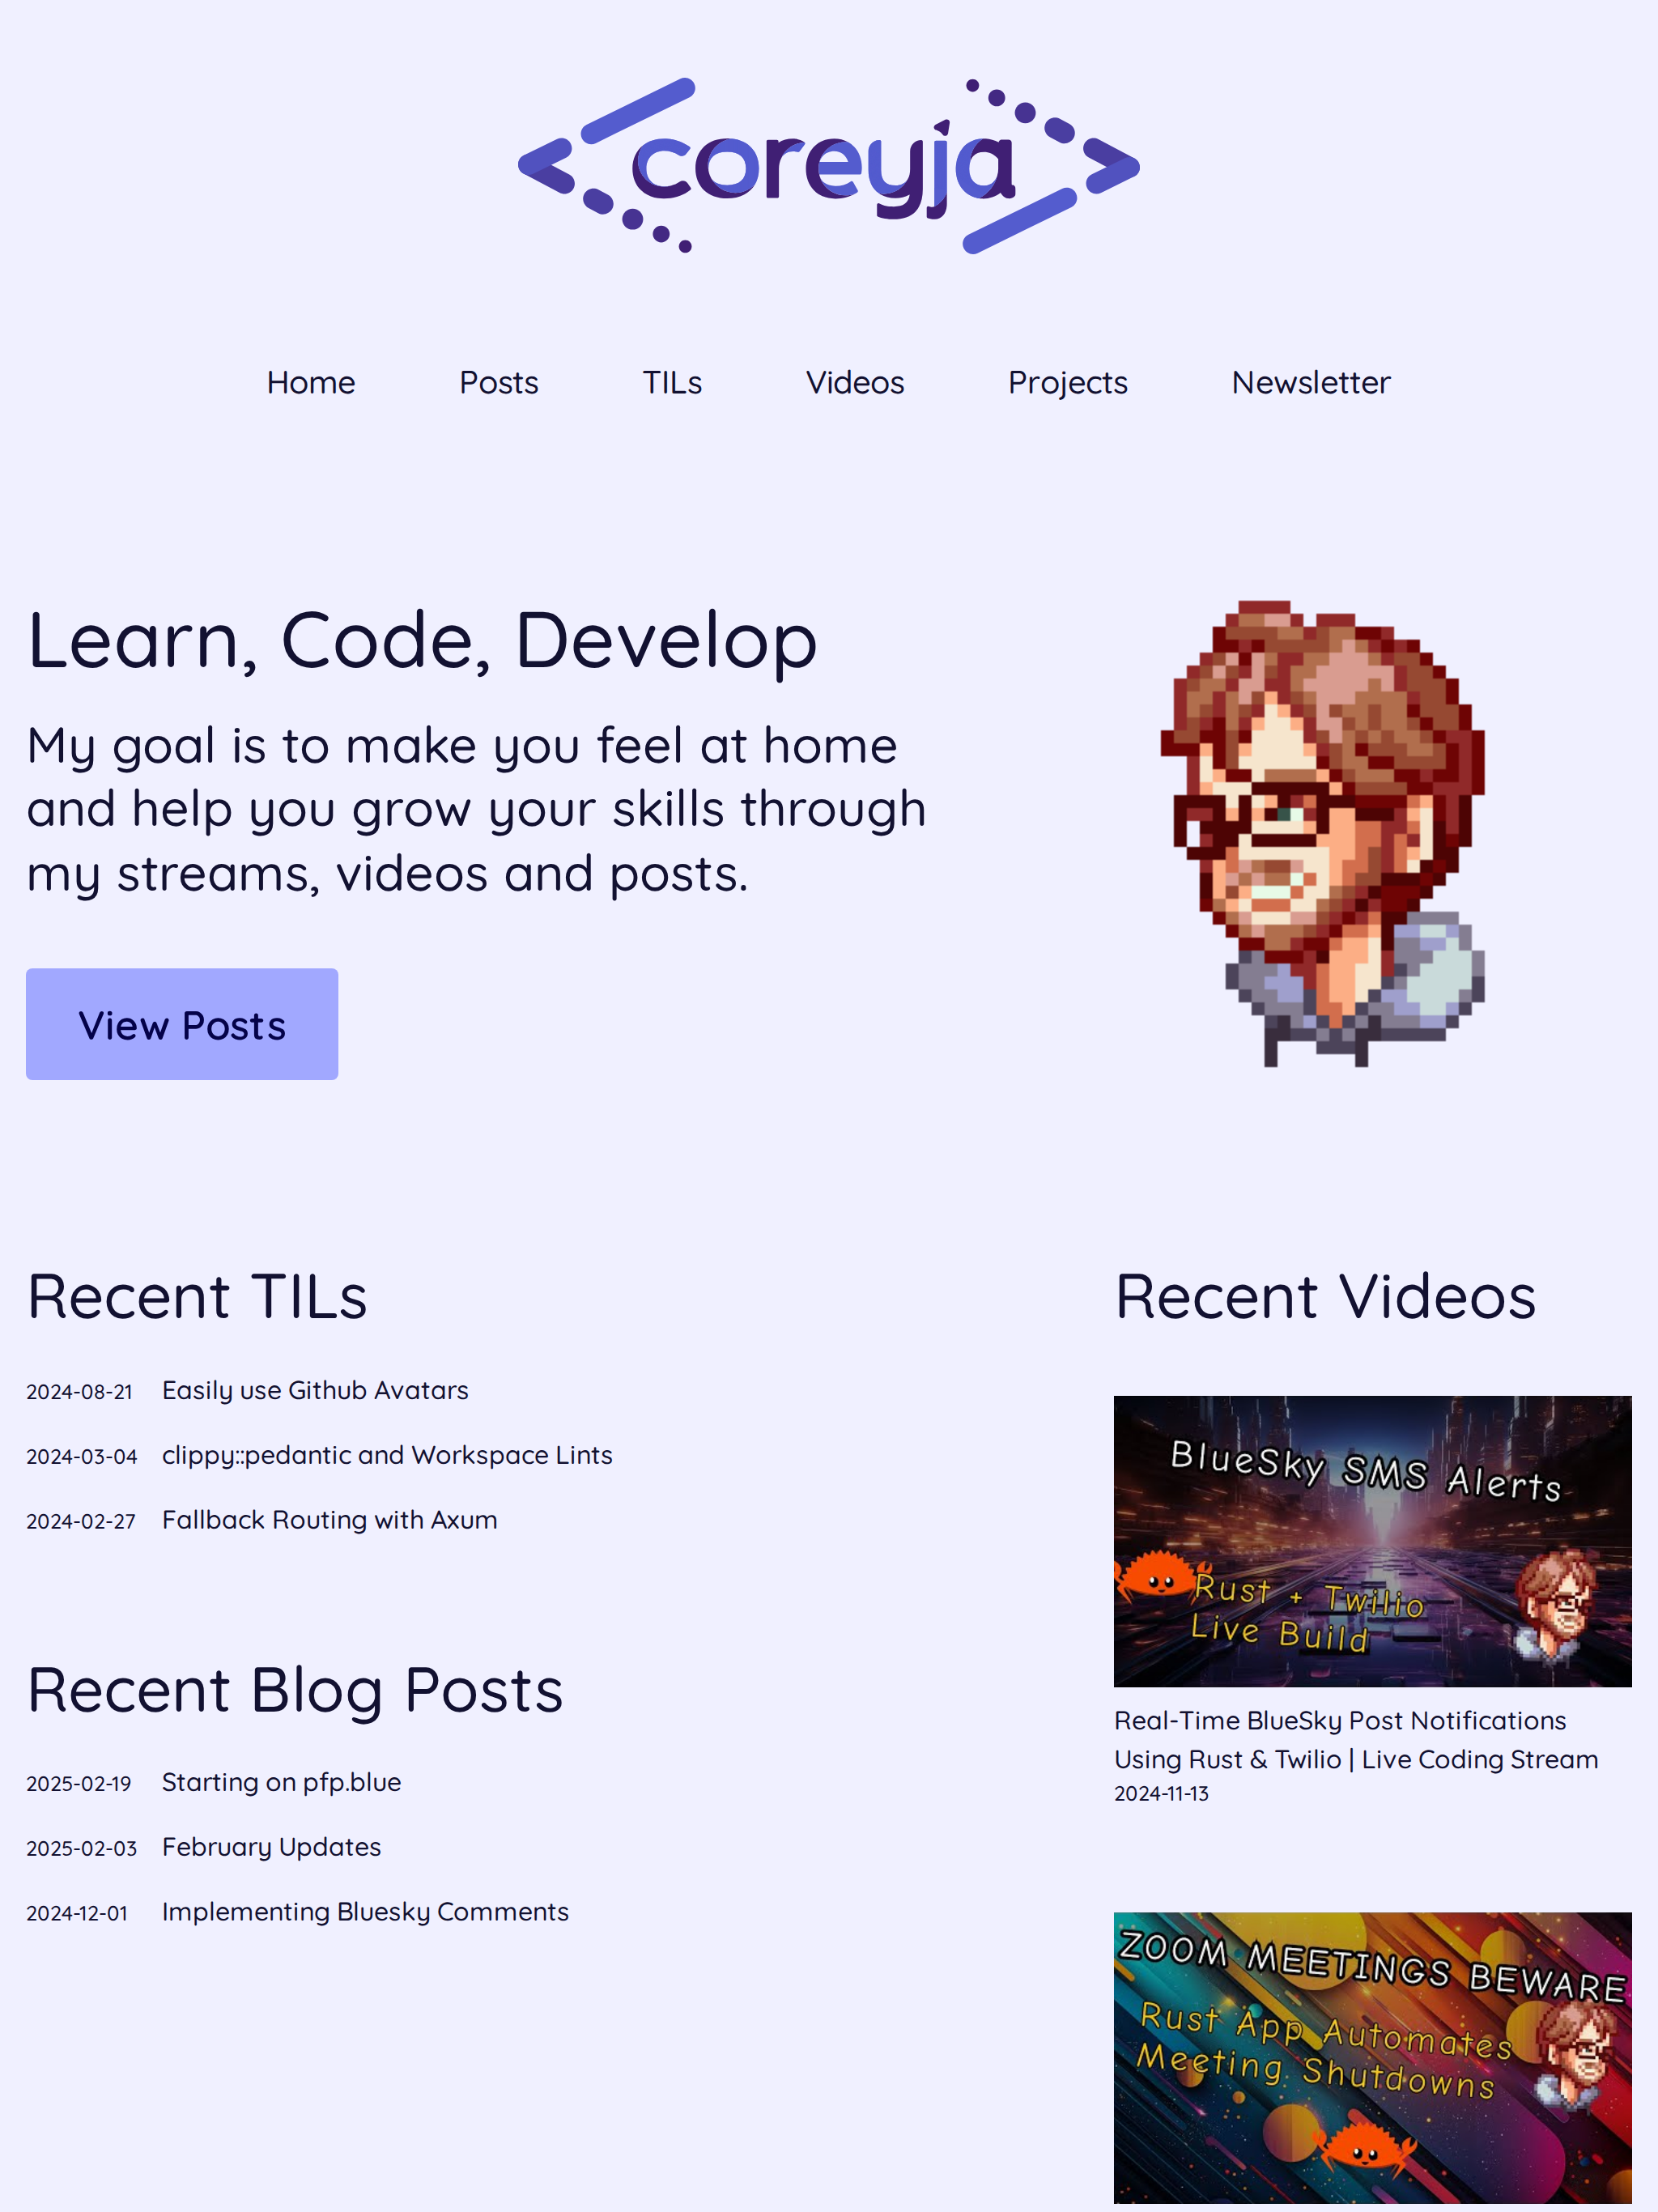 coreyja
Home Posts TILs Videos Projects Newsletter
Learn, Code, Develop
My goal is to make you feel at home
and help you grow your skills through
my streams, videos and posts.
View Posts
Recent TILs
2024-08-21 Easily use Github Avatars
2024-03-04 clippy::pedantic and Workspace Lints
2024-02-27 Fallback Routing with Axum
Recent Blog Posts
2025-02-19 Starting on pfp.blue
2025-02-03 February Updates
2024-12-01 Implementing Bluesky Comments
Recent Videos
BlueSky SMS Alerts
Rust + Twilio
Live Build
Real-Time BlueSky Post Notifications
Using Rust & Twilio | Live Coding Stream
2024-11-13
ZOOM MEETINGS BEWARE
Rust App Automates
Meeting Shutdowns